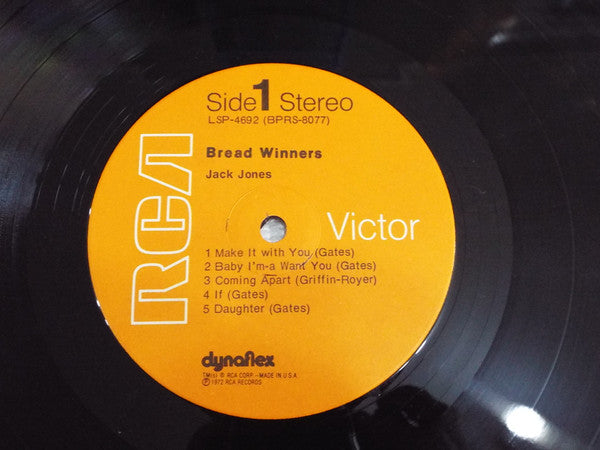 Side 1 Stereo
LSP-4692 (BPRS-8077)
Bread Winners
Jack Jones
RCA
Victor
1 Make It with You (Gates)
2 Baby I'm-a Want You (Gates)
3 Coming Apart (Griffin-Royer)
4 If (Gates)
5 Daughter (Gates)
dynaflex
TM(s) ® RCA CORP.-MADE IN U.S.A.
℗ 1972 RCA RECORDS